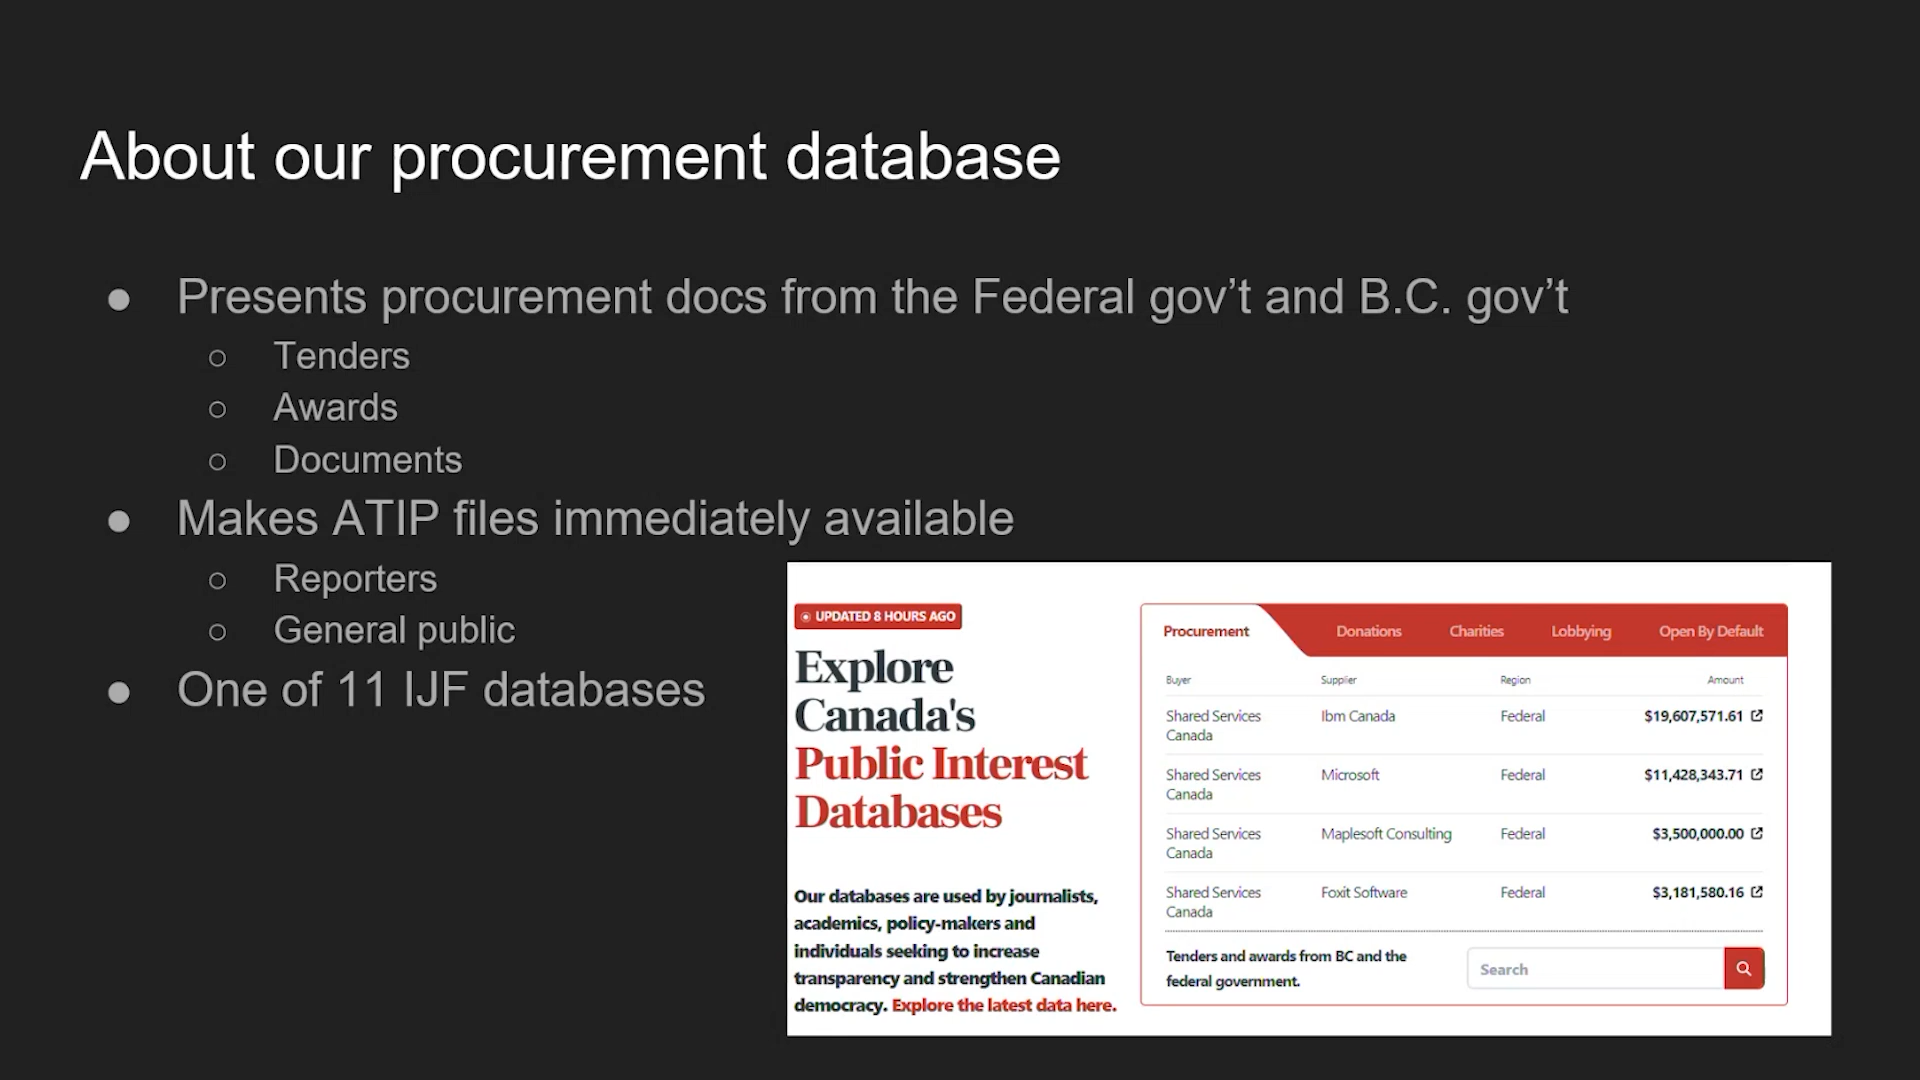 About our procurement database
● Presents procurement docs from the Federal gov’t and B.C. gov’t
○ Tenders
○ Awards
○ Documents
● Makes ATIP files immediately available
○ Reporters
○ General public
● One of 11 IJF databases
UPDATED 8 HOURS AGO
Explore
Canada's
Public Interest
Databases
Our databases are used by journalists,
academics, policy-makers and
individuals seeking to increase
transparency and strengthen Canadian
democracy. Explore the latest data here.
Procurement Donations Charities Lobbying Open By Default
Buyer Supplier Region Amount
Shared Services Ibm Canada Federal $19,607,571.61
Canada
Shared Services Microsoft Federal $11,428,343.71
Canada
Shared Services Maplesoft Consulting Federal $3,500,000.00
Canada
Shared Services Foxit Software Federal $3,181,580.16
Canada
Tenders and awards from BC and the
federal government.
Search